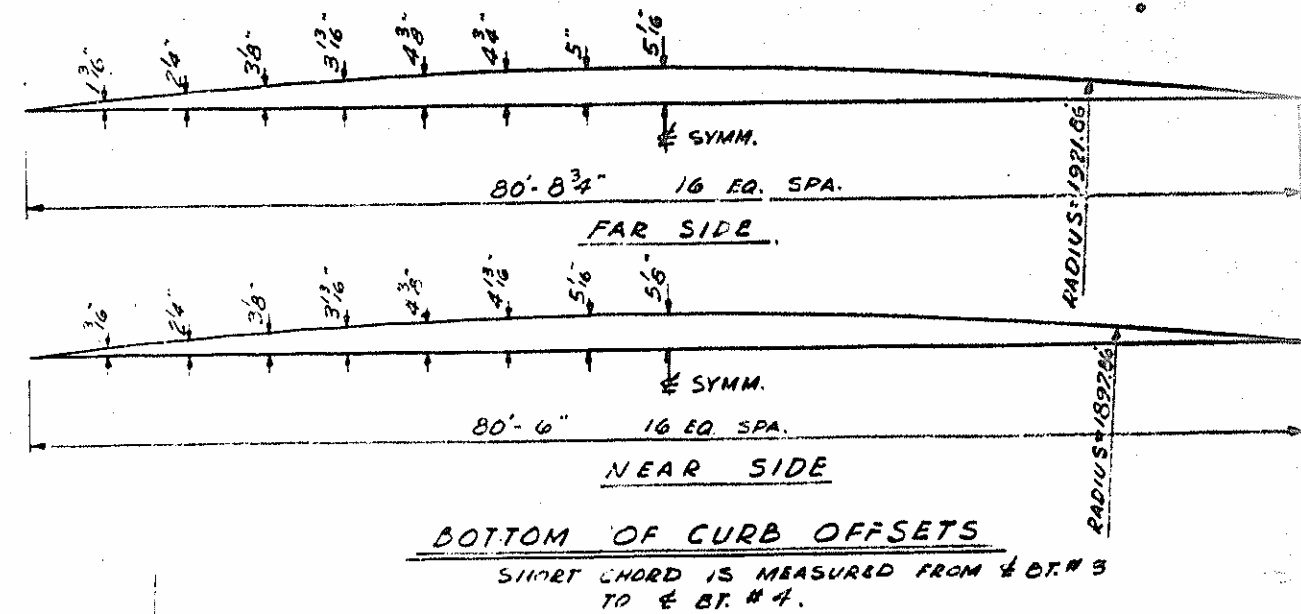 1 3/16" 2 1/4" 3 1/8" 3 13/16" 4 3/8" 4 3/4" 5" 5 1/16"
℄ SYMM.
80'- 8 3/4" 16 EQ. SPA.
RADIUS=1921.86'
FAR SIDE
3/16" 2 1/4" 3 1/8" 3 13/16" 4 3/8" 4 13/16" 5 1/16" 5 1/8"
℄ SYMM.
80'- 6" 16 EQ. SPA.
RADIUS=1897.86'
NEAR SIDE
BOTTOM OF CURB OFFSETS
SHORT CHORD IS MEASURED FROM ℄ BT. # 3
TO ℄ BT. # 4.